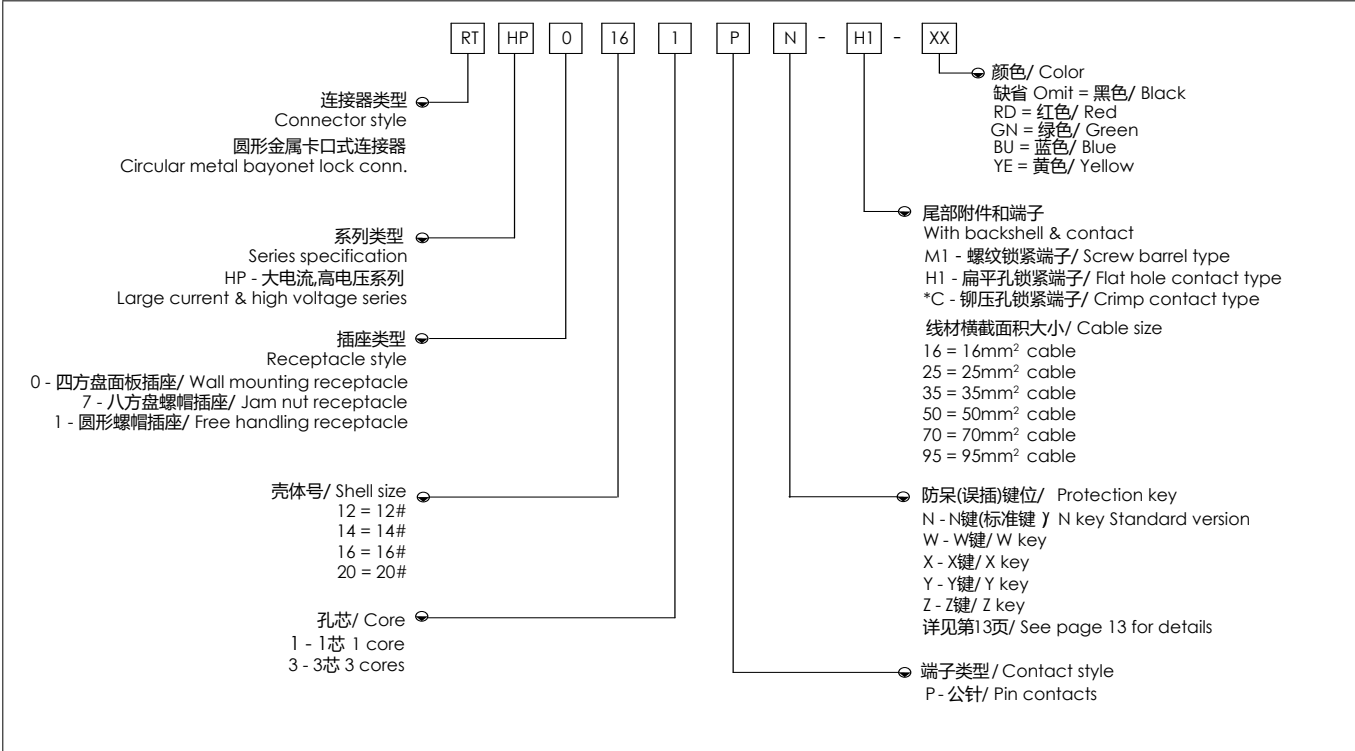 RT HP 0 16 1 P N - H1 - XX
连接器类型
Connector style
圆形金属卡口式连接器
Circular metal bayonet lock conn.
系列类型
Series specification
HP - 大电流,高电压系列
Large current & high voltage series
插座类型
Receptacle style
0 - 四方盘面板插座/ Wall mounting receptacle
7 - 八方盘螺帽插座/ Jam nut receptacle
1 - 圆形螺帽插座/ Free handling receptacle
壳体号/ Shell size
12 = 12#
14 = 14#
16 = 16#
20 = 20#
孔芯/ Core
1 - 1芯 1 core
3 - 3芯 3 cores
颜色/ Color
缺省 Omit = 黑色/ Black
RD = 红色/ Red
GN = 绿色/ Green
BU = 蓝色/ Blue
YE = 黄色/ Yellow
尾部附件和端子
With backshell & contact
M1 - 螺纹锁紧端子/ Screw barrel type
H1 - 扁平孔锁紧端子/ Flat hole contact type
*C - 铆压孔锁紧端子/ Crimp contact type
线材横截面积大小/ Cable size
16 = 16mm² cable
25 = 25mm² cable
35 = 35mm² cable
50 = 50mm² cable
70 = 70mm² cable
95 = 95mm² cable
防呆(误插)键位/ Protection key
N - N键(标准键)/ N key Standard version
W - W键/ W key
X - X键/ X key
Y - Y键/ Y key
Z - Z键/ Z key
详见第13页/ See page 13 for details
端子类型/ Contact style
P - 公针/ Pin contacts